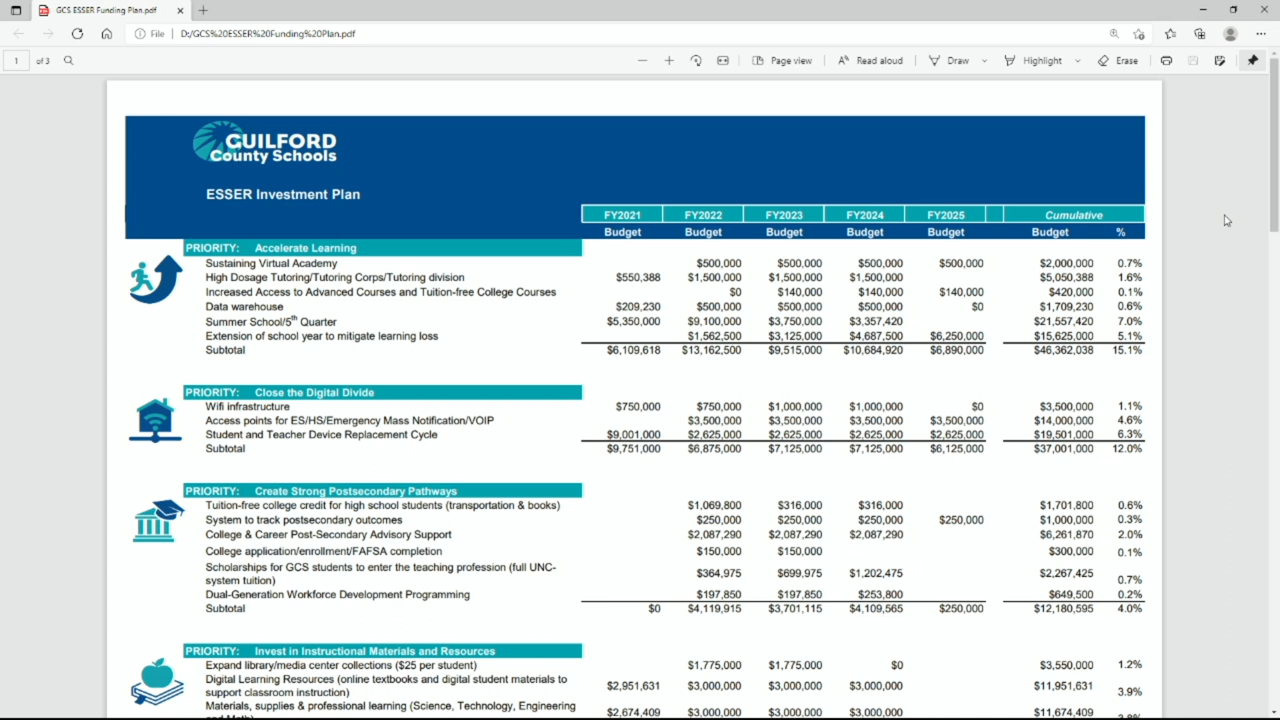 GCS ESSER Funding Plan.pdf
File D:/GCS%20ESSER%20Funding%20Plan.pdf
1 of 3 Page view Read aloud Draw Highlight Erase
GUILFORD
County Schools
ESSER Investment Plan
FY2021 FY2022 FY2023 FY2024 FY2025 Cumulative
Budget Budget Budget Budget Budget Budget %
PRIORITY: Accelerate Learning
Sustaining Virtual Academy $500,000 $500,000 $500,000 $500,000 $2,000,000 0.7%
High Dosage Tutoring/Tutoring Corps/Tutoring division $550,388 $1,500,000 $1,500,000 $1,500,000 $5,050,388 1.6%
Increased Access to Advanced Courses and Tuition-free College Courses $0 $140,000 $140,000 $140,000 $420,000 0.1%
Data warehouse $209,230 $500,000 $500,000 $500,000 $0 $1,709,230 0.6%
Summer School/5th Quarter $5,350,000 $9,100,000 $3,750,000 $3,357,420 $21,557,420 7.0%
Extension of school year to mitigate learning loss $1,562,500 $3,125,000 $4,687,500 $6,250,000 $15,625,000 5.1%
Subtotal $6,109,618 $13,162,500 $9,515,000 $10,684,920 $6,890,000 $46,362,038 15.1%
PRIORITY: Close the Digital Divide
Wifi infrastructure $750,000 $750,000 $1,000,000 $1,000,000 $0 $3,500,000 1.1%
Access points for ES/HS/Emergency Mass Notification/VOIP $3,500,000 $3,500,000 $3,500,000 $3,500,000 $14,000,000 4.6%
Student and Teacher Device Replacement Cycle $9,001,000 $2,625,000 $2,625,000 $2,625,000 $2,625,000 $19,501,000 6.3%
Subtotal $9,751,000 $6,875,000 $7,125,000 $7,125,000 $6,125,000 $37,001,000 12.0%
PRIORITY: Create Strong Postsecondary Pathways
Tuition-free college credit for high school students (transportation & books) $1,069,800 $316,000 $316,000 $1,701,800 0.6%
System to track postsecondary outcomes $250,000 $250,000 $250,000 $250,000 $1,000,000 0.3%
College & Career Post-Secondary Advisory Support $2,087,290 $2,087,290 $2,087,290 $6,261,870 2.0%
College application/enrollment/FAFSA completion $150,000 $150,000 $300,000 0.1%
Scholarships for GCS students to enter the teaching profession (full UNC-
system tuition) $364,975 $699,975 $1,202,475 $2,267,425 0.7%
Dual-Generation Workforce Development Programming $197,850 $197,850 $253,800 $649,500 0.2%
Subtotal $0 $4,119,915 $3,701,115 $4,109,565 $250,000 $12,180,595 4.0%
PRIORITY: Invest in Instructional Materials and Resources
Expand library/media center collections ($25 per student) $1,775,000 $1,775,000 $0 $3,550,000 1.2%
Digital Learning Resources (online textbooks and digital student materials to
support classroom instruction) $2,951,631 $3,000,000 $3,000,000 $3,000,000 $11,951,631 3.9%
Materials, supplies & professional learning (Science, Technology, Engineering
$2,674,409 $3,000,000 $3,000,000 $3,000,000 $11,674,409